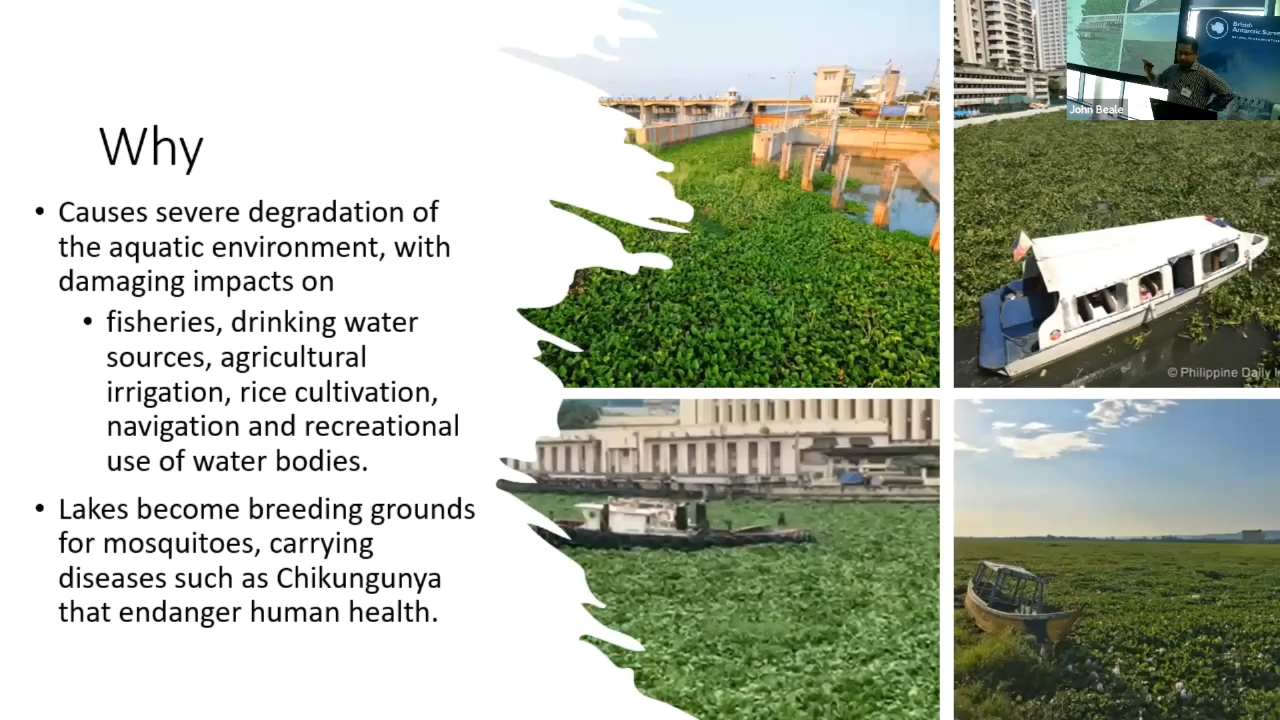 Why
• Causes severe degradation of
the aquatic environment, with
damaging impacts on
• fisheries, drinking water
sources, agricultural
irrigation, rice cultivation,
navigation and recreational
use of water bodies.
• Lakes become breeding grounds
for mosquitoes, carrying
diseases such as Chikungunya
that endanger human health.
British
Antarctic Surve
John Beale
© Philippine Daily I